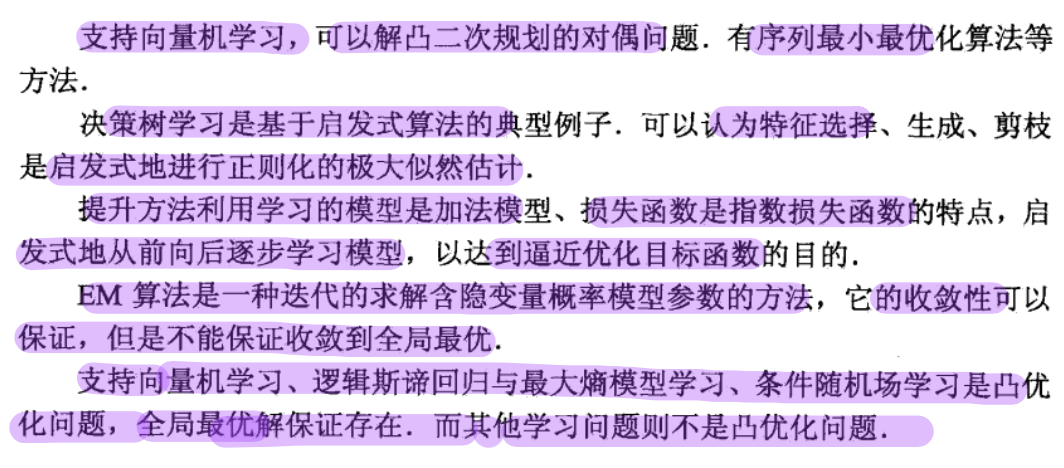 支持向量机学习，可以解凸二次规划的对偶问题．有序列最小最优化算法等
方法．
决策树学习是基于启发式算法的典型例子．可以认为特征选择、生成、剪枝
是启发式地进行正则化的极大似然估计．
提升方法利用学习的模型是加法模型、损失函数是指数损失函数的特点，启
发式地从前向后逐步学习模型，以达到逼近优化目标函数的目的．
EM 算法是一种迭代的求解含隐变量概率模型参数的方法，它的收敛性可以
保证，但是不能保证收敛到全局最优．
支持向量机学习、逻辑斯谛回归与最大熵模型学习、条件随机场学习是凸优
化问题，全局最优解保证存在．而其他学习问题则不是凸优化问题．